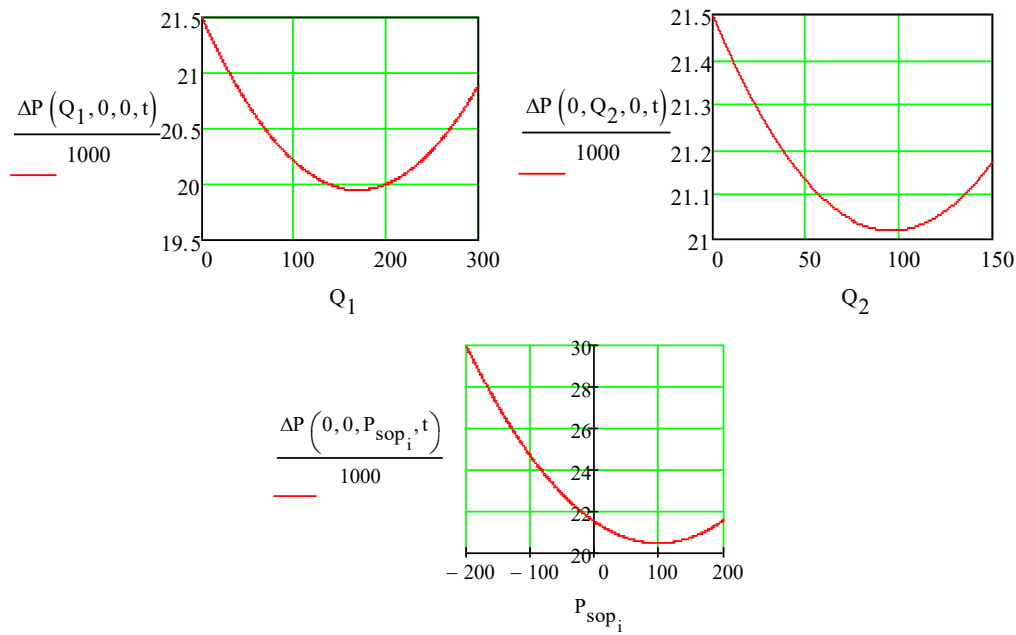 21.5
21
20.5
20
19.5
0 100 200 300
Q1
ΔP(Q1,0,0,t)
1000
21.5
21.4
21.3
21.2
21.1
21
0 50 100 150
Q2
ΔP(0,Q2,0,t)
1000
30
28
26
24
22
20
– 200 – 100 0 100 200
Psopi
ΔP(0,0,Psopi,t)
1000